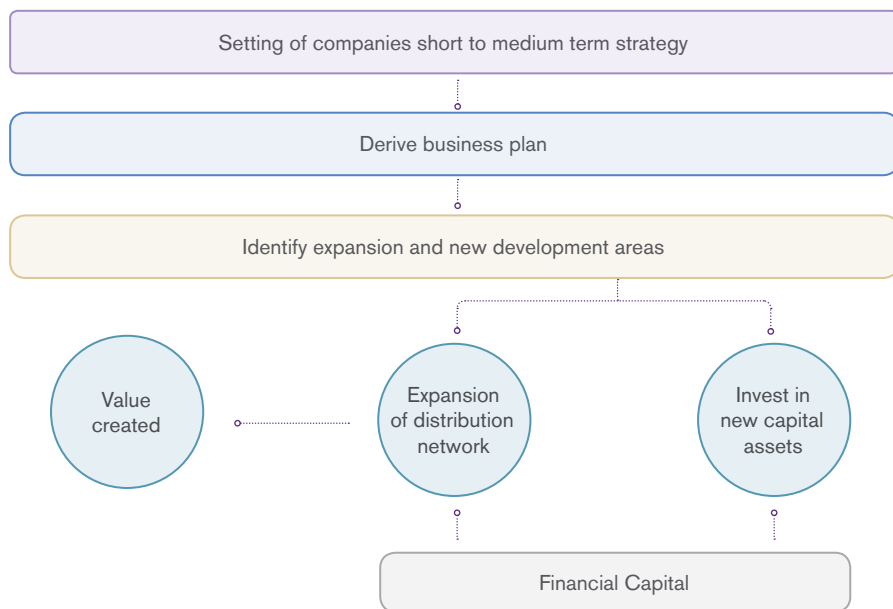 Setting of companies short to medium term strategy
Derive business plan
Identify expansion and new development areas
Value
created
Expansion
of distribution
network
Invest in
new capital
assets
Financial Capital